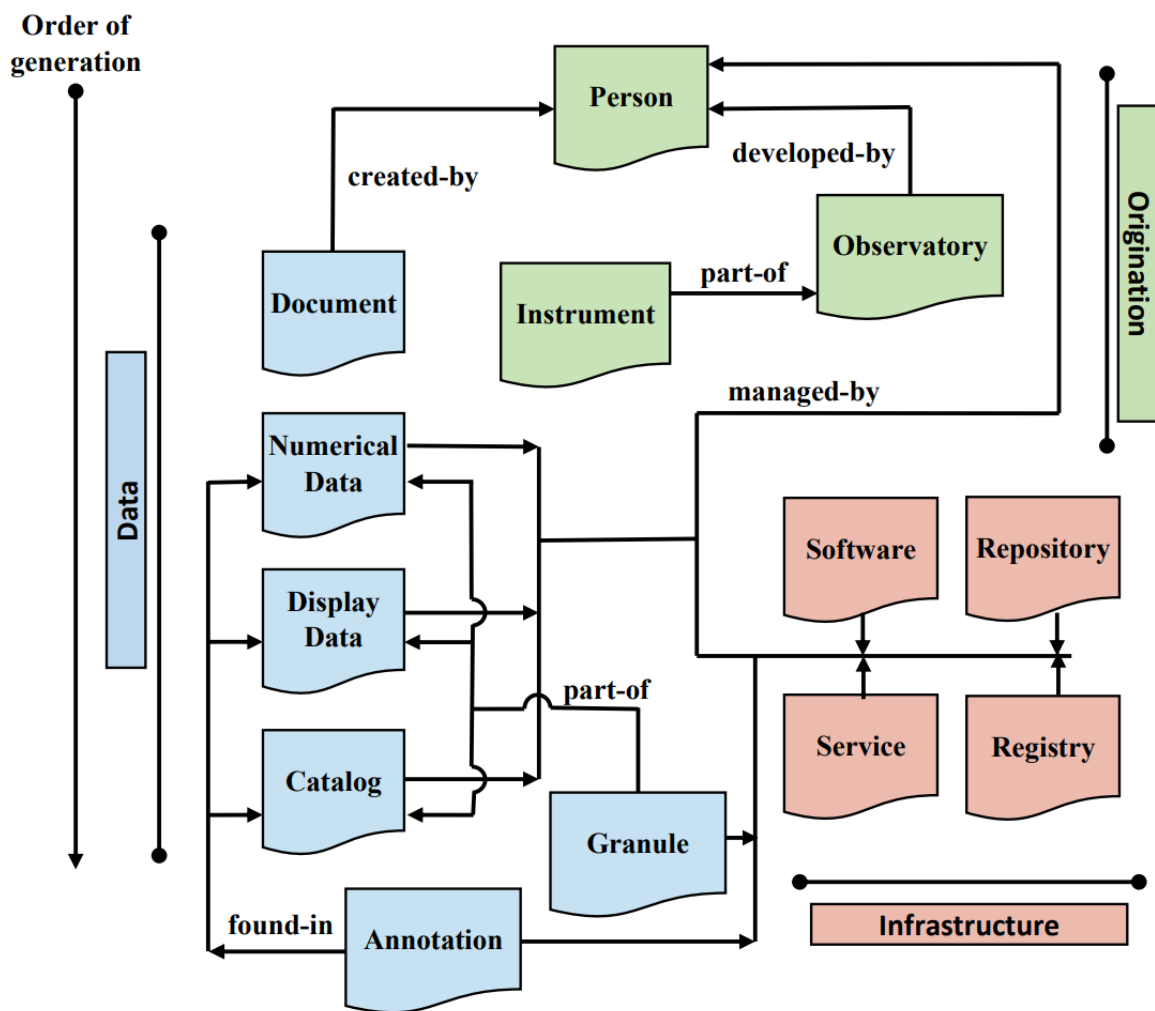 Order of
generation
Person
created-by
developed-by
Document
Instrument
part-of
Observatory
Origination
managed-by
Data
Numerical
Data
Display
Data
Catalog
part-of
Granule
found-in
Annotation
Software
Repository
Service
Registry
Infrastructure